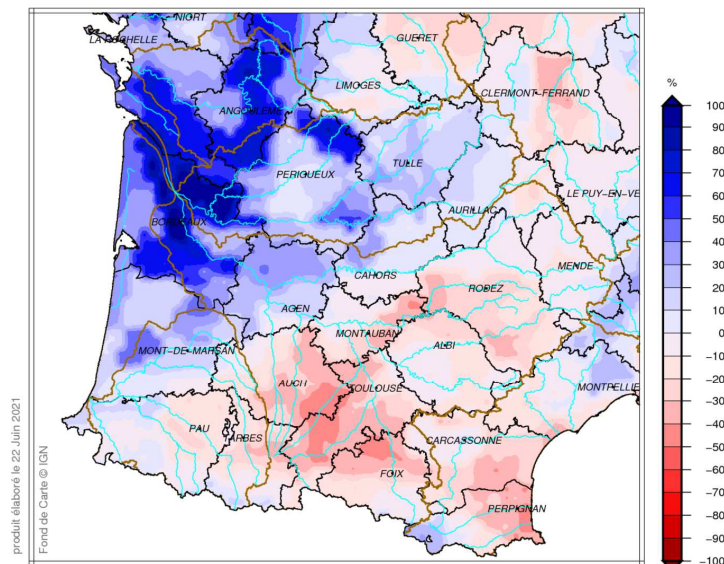 NIORT
LA ROCHELLE
GUERET
LIMOGES
CLERMONT-FERRAND
ANGOULEME
TULLE
PERIGUEUX
LE PUY-EN-VE
AURILLAC
BORDEAUX
MENDE
CAHORS
RODEZ
AGEN
MONTAUBAN
ALBI
MONT-DE-MARSAN
AUCH
TOULOUSE
MONTPELLIE
PAU
TARBES
CARCASSONNE
FOIX
PERPIGNAN
%
100
90
80
70
60
50
40
30
20
10
0
-10
-20
-30
-40
-50
-60
-70
-80
-90
-100
produit élaboré le 22 Juin 2021
Fond de Carte © IGN